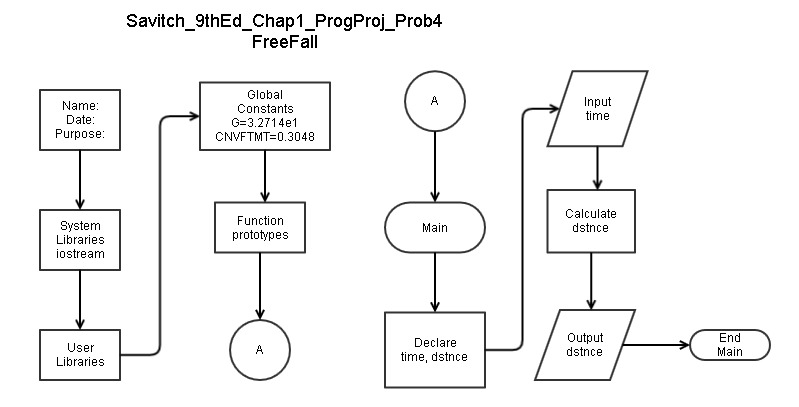 Savitch_9thEd_Chap1_ProgProj_Prob4
FreeFall
Name:
Date:
Purpose:
System
Libraries
iostream
User
Libraries
Global
Constants
G=3.2714e1
CNVFTMT=0.3048
Function
prototypes
A
A
Main
Declare
time, dstnce
Input
time
Calculate
dstnce
Output
dstnce
End
Main